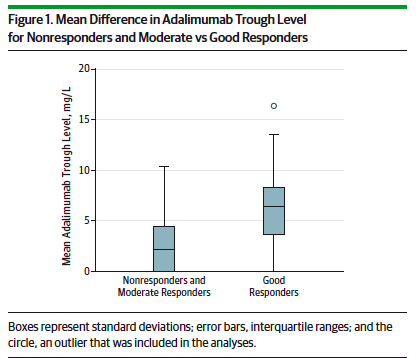 Figure 1. Mean Difference in Adalimumab Trough Level
for Nonresponders and Moderate vs Good Responders
Mean Adalimumab Trough Level, mg/L
20
15
10
5
0
Nonresponders and
Moderate Responders
Good
Responders
Boxes represent standard deviations; error bars, interquartile ranges; and the
circle, an outlier that was included in the analyses.